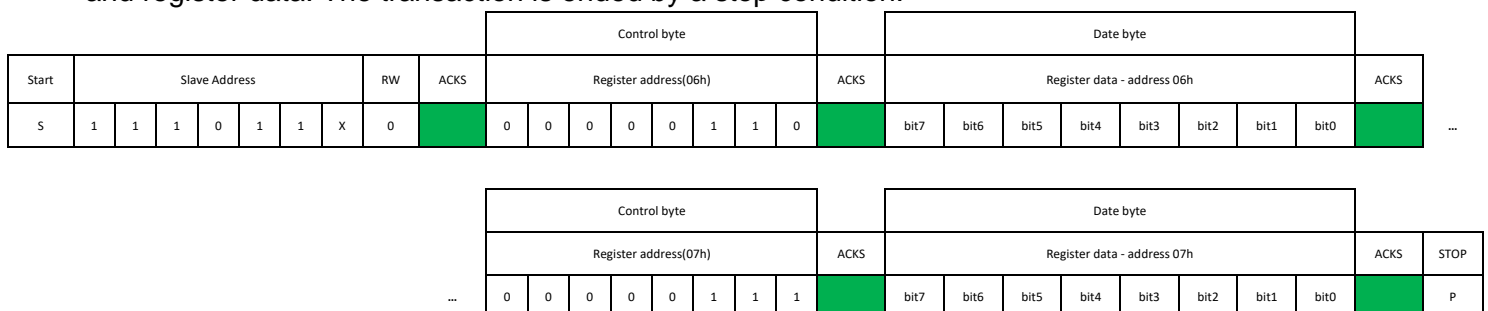 and register data. The transaction is ended by a stop condition.
Control byte Date byte
Start Slave Address RW ACKS Register address(06h) ACKS Register data - address 06h ACKS
S 1 1 1 0 1 1 X 0 0 0 0 0 0 1 1 0 bit7 bit6 bit5 bit4 bit3 bit2 bit1 bit0 ...
Control byte Date byte
Register address(07h) ACKS Register data - address 07h ACKS STOP
... 0 0 0 0 0 1 1 1 bit7 bit6 bit5 bit4 bit3 bit2 bit1 bit0 P